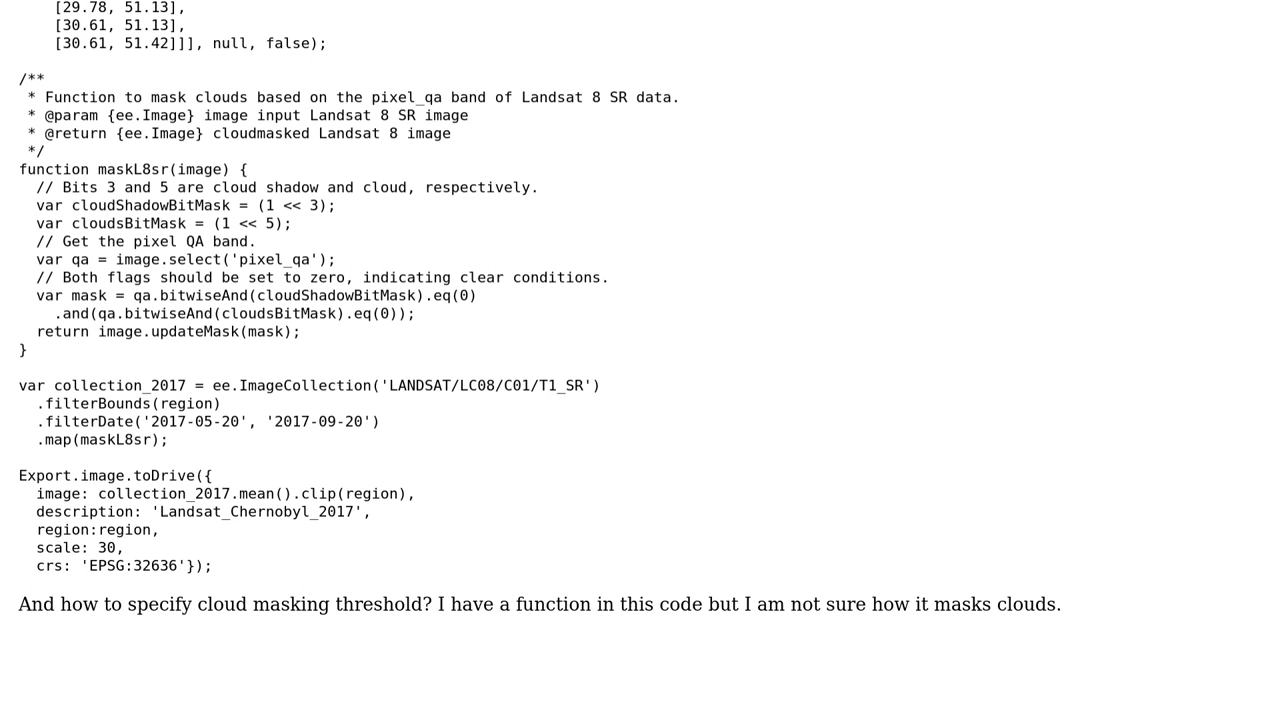 [29.78, 51.13],
[30.61, 51.13],
[30.61, 51.42]]], null, false);
/**
* Function to mask clouds based on the pixel_qa band of Landsat 8 SR data.
* @param {ee.Image} image input Landsat 8 SR image
* @return {ee.Image} cloudmasked Landsat 8 image
*/
function maskL8sr(image) {
// Bits 3 and 5 are cloud shadow and cloud, respectively.
var cloudShadowBitMask = (1 << 3);
var cloudsBitMask = (1 << 5);
// Get the pixel QA band.
var qa = image.select('pixel_qa');
// Both flags should be set to zero, indicating clear conditions.
var mask = qa.bitwiseAnd(cloudShadowBitMask).eq(0)
.and(qa.bitwiseAnd(cloudsBitMask).eq(0));
return image.updateMask(mask);
}
var collection_2017 = ee.ImageCollection('LANDSAT/LC08/C01/T1_SR')
.filterBounds(region)
.filterDate('2017-05-20', '2017-09-20')
.map(maskL8sr);
Export.image.toDrive({
image: collection_2017.mean().clip(region),
description: 'Landsat_Chernobyl_2017',
region:region,
scale: 30,
crs: 'EPSG:32636'});
And how to specify cloud masking threshold? I have a function in this code but I am not sure how it masks clouds.